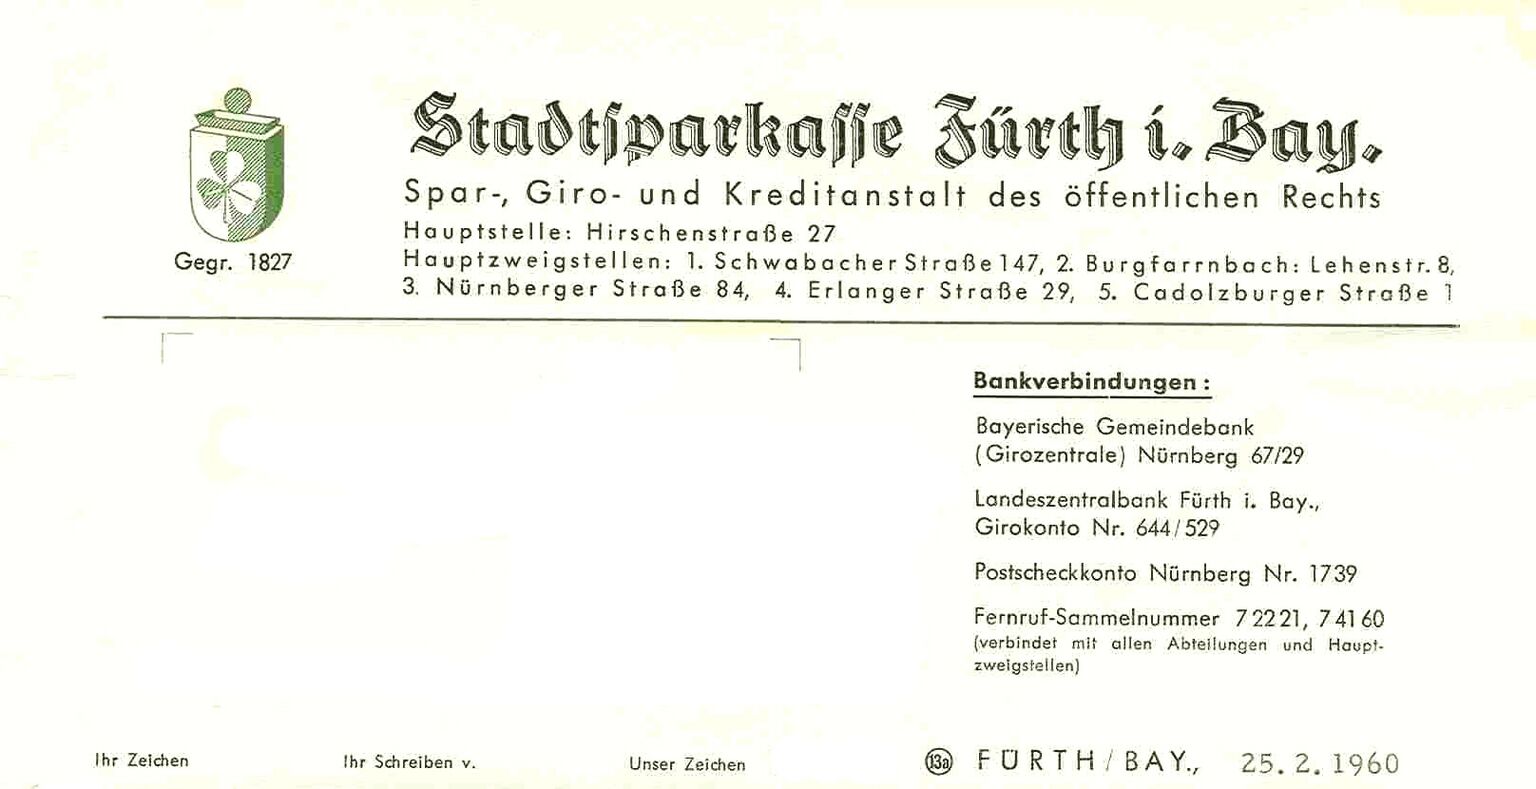 Stadtsparkasse Fürth i. Bay.
Spar-, Giro- und Kreditanstalt des öffentlichen Rechts
Hauptstelle: Hirschenstraße 27
Hauptzweigstellen: 1. Schwabacher Straße 147, 2. Burgfarrnbach: Lehenstr. 8,
3. Nürnberger Straße 84, 4. Erlanger Straße 29, 5. Cadolzburger Straße 1
Gegr. 1827
Bankverbindungen:
Bayerische Gemeindebank
(Girozentrale) Nürnberg 67/29
Landeszentralbank Fürth i. Bay.,
Girokonto Nr. 644/529
Postscheckkonto Nürnberg Nr. 1739
Fernruf-Sammelnummer 7 22 21, 7 41 60
(verbindet mit allen Abteilungen und Haupt-
zweigstellen)
Ihr Zeichen Ihr Schreiben v. Unser Zeichen 13a FÜRTH/BAY., 25.2.1960